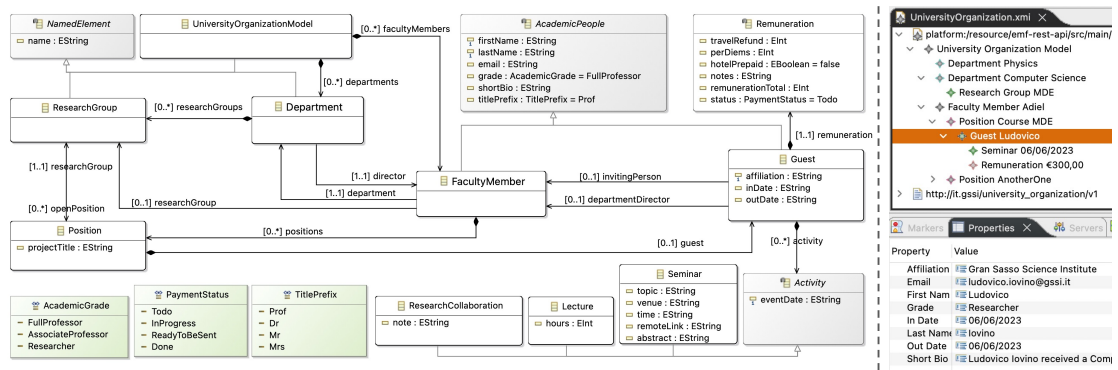 NamedElement
name : EString
UniversityOrganizationModel
[0..*] facultyMembers
[0..*] departments
AcademicPeople
firstName : EString
lastName : EString
email : EString
grade : AcademicGrade = FullProfessor
shortBio : EString
titlePrefix : TitlePrefix = Prof
Remuneration
travelRefund : EInt
perDiems : EInt
hotelPrepaid : EBoolean = false
notes : EString
remunerationTotal : EInt
status : PaymentStatus = Todo
ResearchGroup
[0..*] researchGroups
Department
[1..1] remuneration
[1..1] researchGroup
[1..1] director
[1..1] department
FacultyMember
[0..1] invitingPerson
Guest
affiliation : EString
inDate : EString
outDate : EString
[0..1] departmentDirector
[0..1] researchGroup
[0..*] openPosition
Position
projectTitle : EString
[0..*] positions
[0..1] guest
[0..*] activity
AcademicGrade
FullProfessor
AssociateProfessor
Researcher
PaymentStatus
Todo
InProgress
ReadyToBeSent
Done
TitlePrefix
Prof
Dr
Mr
Mrs
ResearchCollaboration
note : EString
Lecture
hours : EInt
Seminar
topic : EString
venue : EString
time : EString
remoteLink : EString
abstract : EString
Activity
eventDate : EString
UniversityOrganization.xmi
platform:/resource/emf-rest-api/src/main/
University Organization Model
Department Physics
Department Computer Science
Research Group MDE
Faculty Member Adiel
Position Course MDE
Guest Ludovico
Seminar 06/06/2023
Remuneration €300,00
Position AnotherOne
http://it.gssi/university_organization/v1
Markers Properties Servers
Property Value
Affiliation Gran Sasso Science Institute
Email ludovico.iovino@gssi.it
First Nam Ludovico
Grade Researcher
In Date 06/06/2023
Last Name Iovino
Out Date 06/06/2023
Short Bio Ludovico Iovino received a Comp